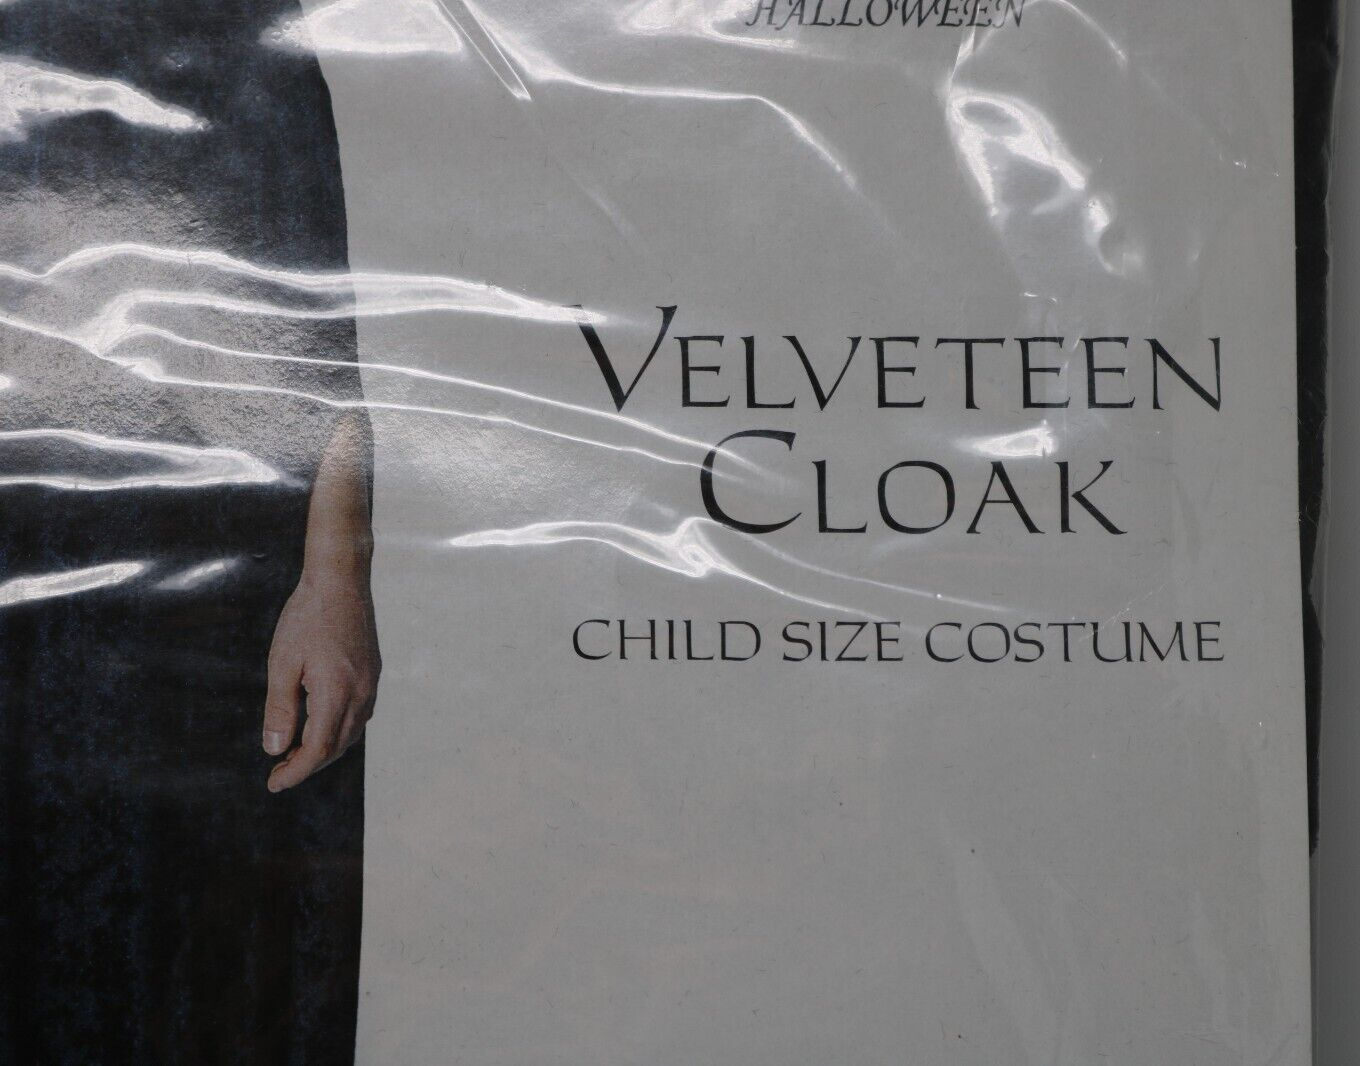 HALLOWEEN
VELVETEEN
CLOAK
CHILD SIZE COSTUME